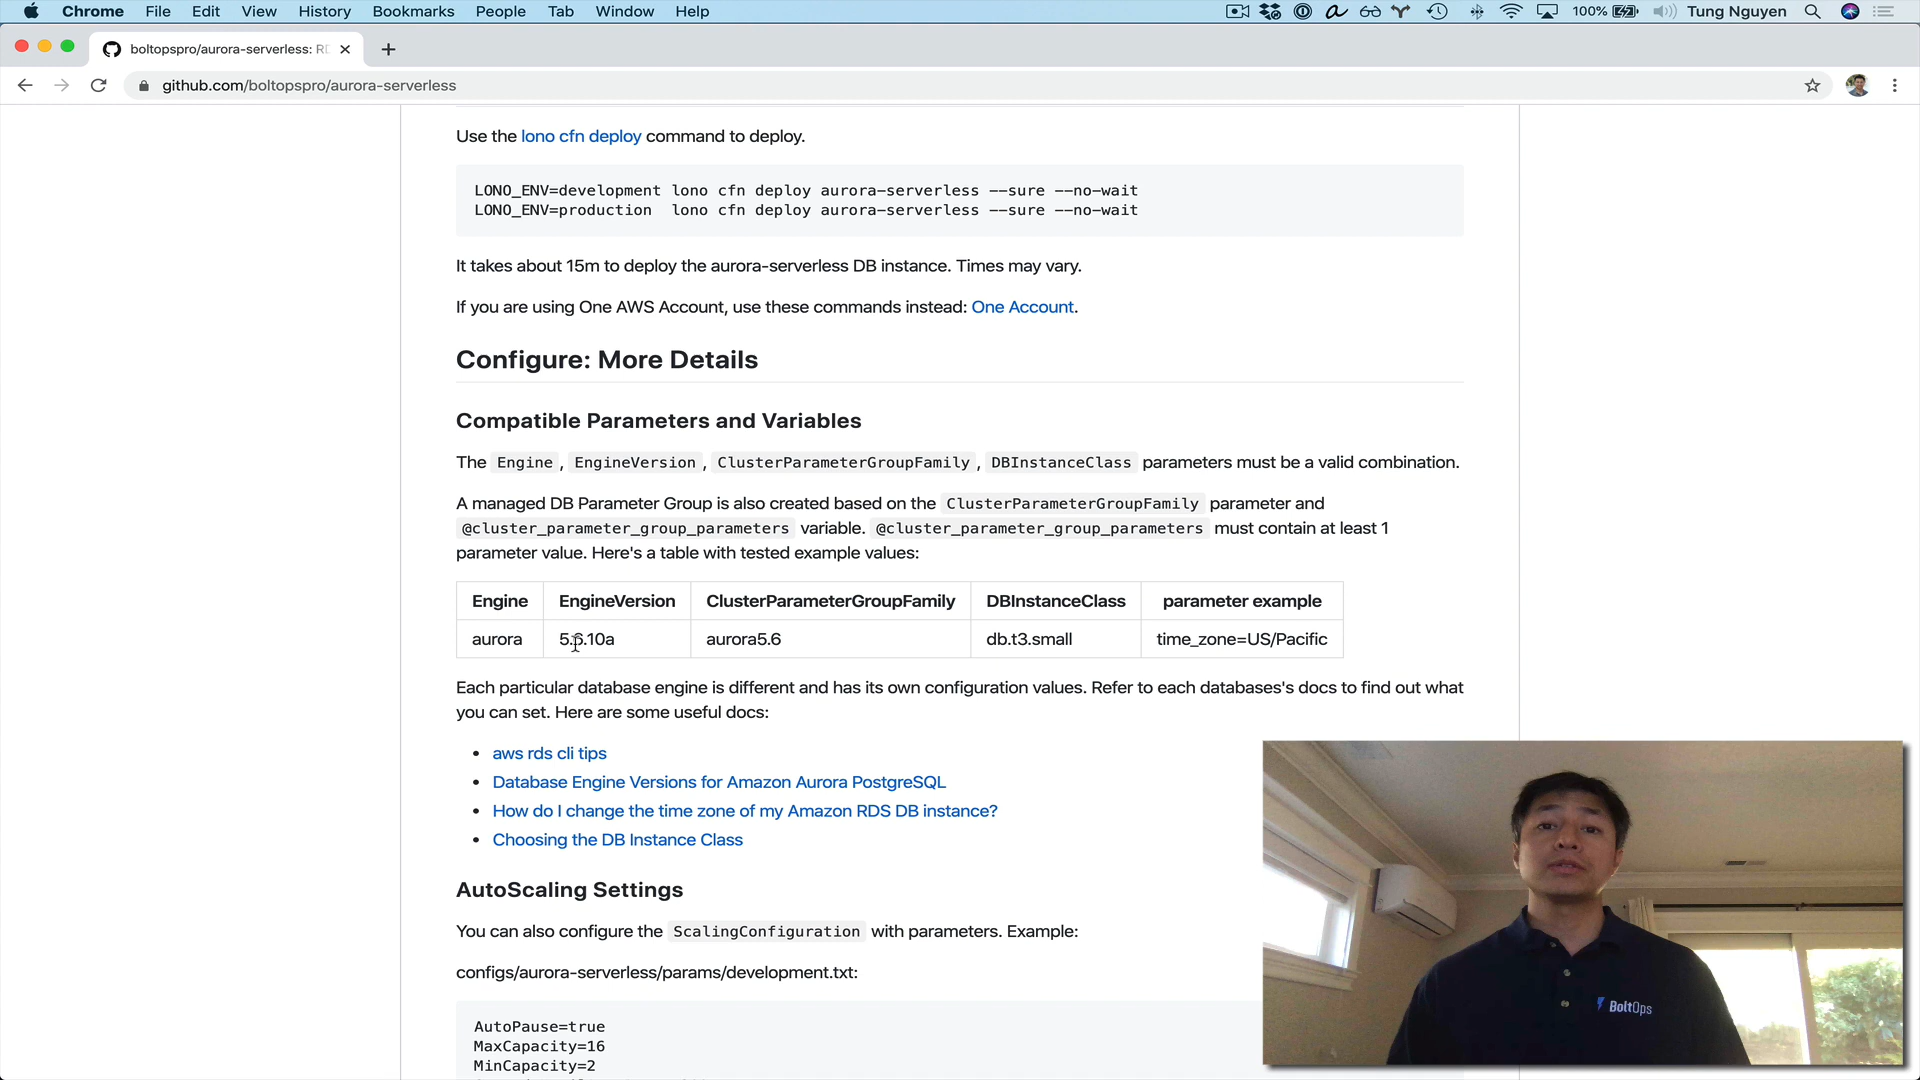 Chrome File Edit View History Bookmarks People Tab Window Help 100% Tung Nguyen
boltopspro/aurora-serverless: RD
github.com/boltopspro/aurora-serverless
Use the lono cfn deploy command to deploy.
LONO_ENV=development lono cfn deploy aurora-serverless --sure --no-wait
LONO_ENV=production  lono cfn deploy aurora-serverless --sure --no-wait
It takes about 15m to deploy the aurora-serverless DB instance. Times may vary.
If you are using One AWS Account, use these commands instead: One Account.
Configure: More Details
Compatible Parameters and Variables
The Engine, EngineVersion, ClusterParameterGroupFamily, DBInstanceClass parameters must be a valid combination.
A managed DB Parameter Group is also created based on the ClusterParameterGroupFamily parameter and
@cluster_parameter_group_parameters variable. @cluster_parameter_group_parameters must contain at least 1
parameter value. Here's a table with tested example values:
Engine EngineVersion ClusterParameterGroupFamily DBInstanceClass parameter example
aurora 5.6.10a aurora5.6 db.t3.small time_zone=US/Pacific
Each particular database engine is different and has its own configuration values. Refer to each databases's docs to find out what
you can set. Here are some useful docs:
aws rds cli tips
Database Engine Versions for Amazon Aurora PostgreSQL
How do I change the time zone of my Amazon RDS DB instance?
Choosing the DB Instance Class
AutoScaling Settings
You can also configure the ScalingConfiguration with parameters. Example:
configs/aurora-serverless/params/development.txt:
AutoPause=true
MaxCapacity=16
MinCapacity=2
BoltOps